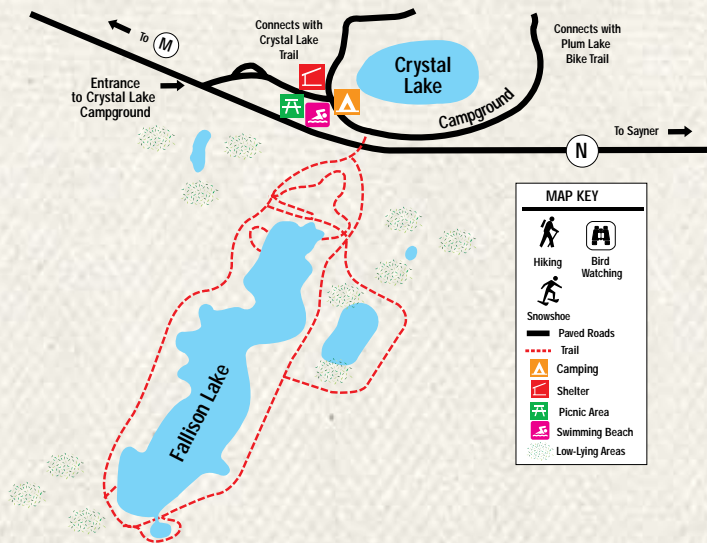 To M
Connects with
Crystal Lake
Trail
Connects with
Plum Lake
Bike Trail
Crystal
Lake
Entrance
to Crystal Lake
Campground
Campground
To Sayner
N
Fallison Lake
MAP KEY
Hiking
Bird
Watching
Snowshoe
Paved Roads
Trail
Camping
Shelter
Picnic Area
Swimming Beach
Low-Lying Areas